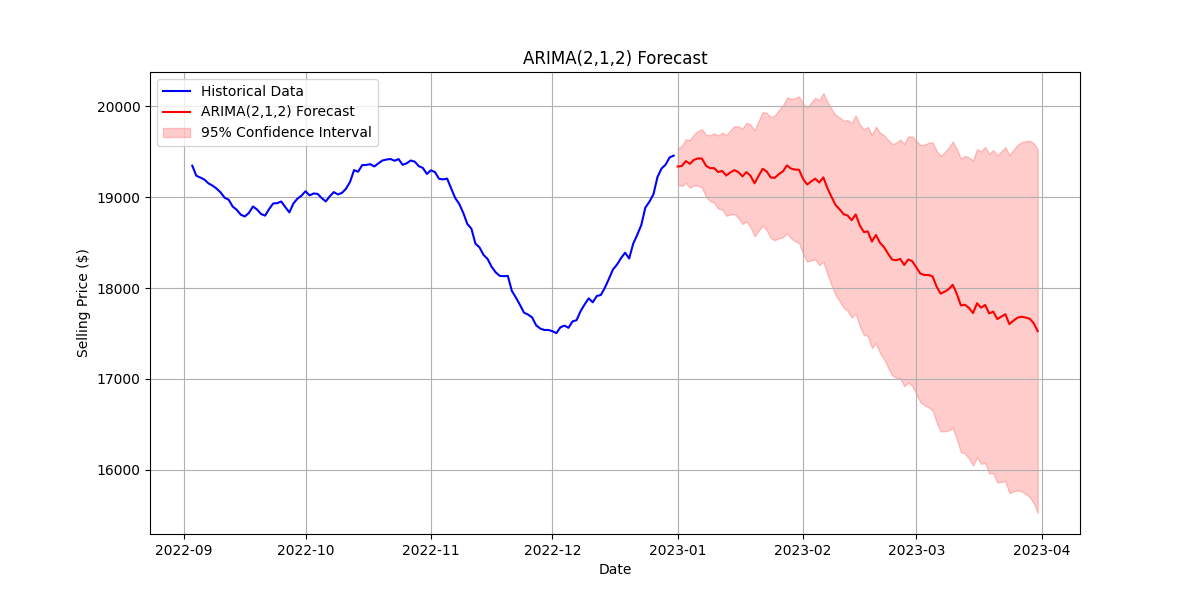 ARIMA(2,1,2) Forecast
Historical Data
ARIMA(2,1,2) Forecast
95% Confidence Interval
Selling Price ($)
20000
19000
18000
17000
16000
2022-09
2022-10
2022-11
2022-12
2023-01
2023-02
2023-03
2023-04
Date